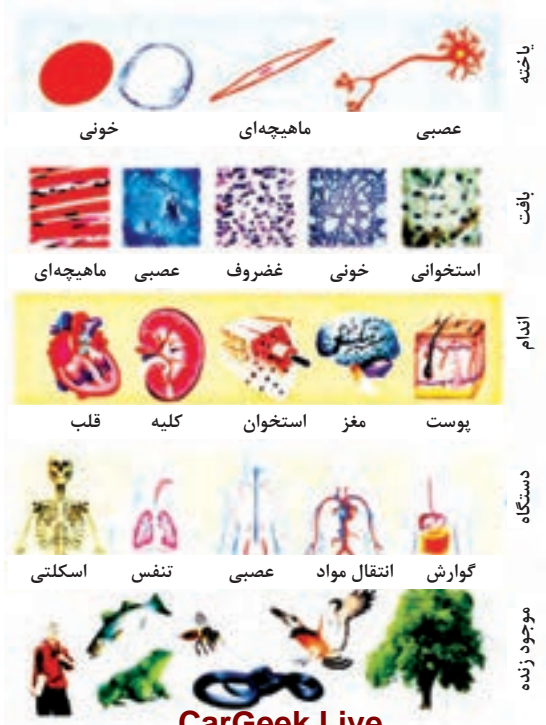 یاخته
عصبی ماهیچه‌ای خونی
بافت
استخوانی خونی غضروف عصبی ماهیچه‌ای
اندام
پوست مغز استخوان کلیه قلب
دستگاه
گوارش انتقال مواد عصبی تنفس اسکلتی
موجود زنده
CarGeek.Live